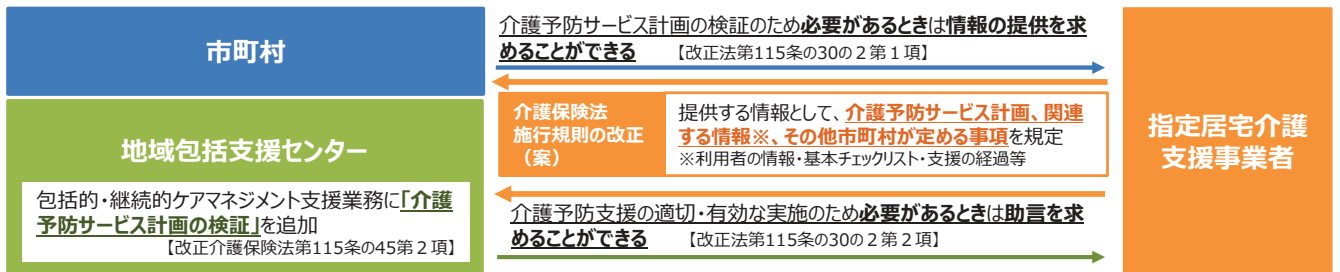 市町村
地域包括支援センター
包括的・継続的ケアマネジメント支援業務に「介護
予防サービス計画の検証」を追加
【改正介護保険法第115条の45第２項】
介護予防サービス計画の検証のため必要があるときは情報の提供を求
めることができる 【改正法第115条の30の２第１項】
介護保険法
施行規則の改正
（案）
提供する情報として、介護予防サービス計画、関連
する情報※、その他市町村が定める事項を規定
※利用者の情報・基本チェックリスト・支援の経過等
介護予防支援の適切・有効な実施のため必要があるときは助言を求
めることができる 【改正法第115条の30の２第２項】
指定居宅介護
支援事業者